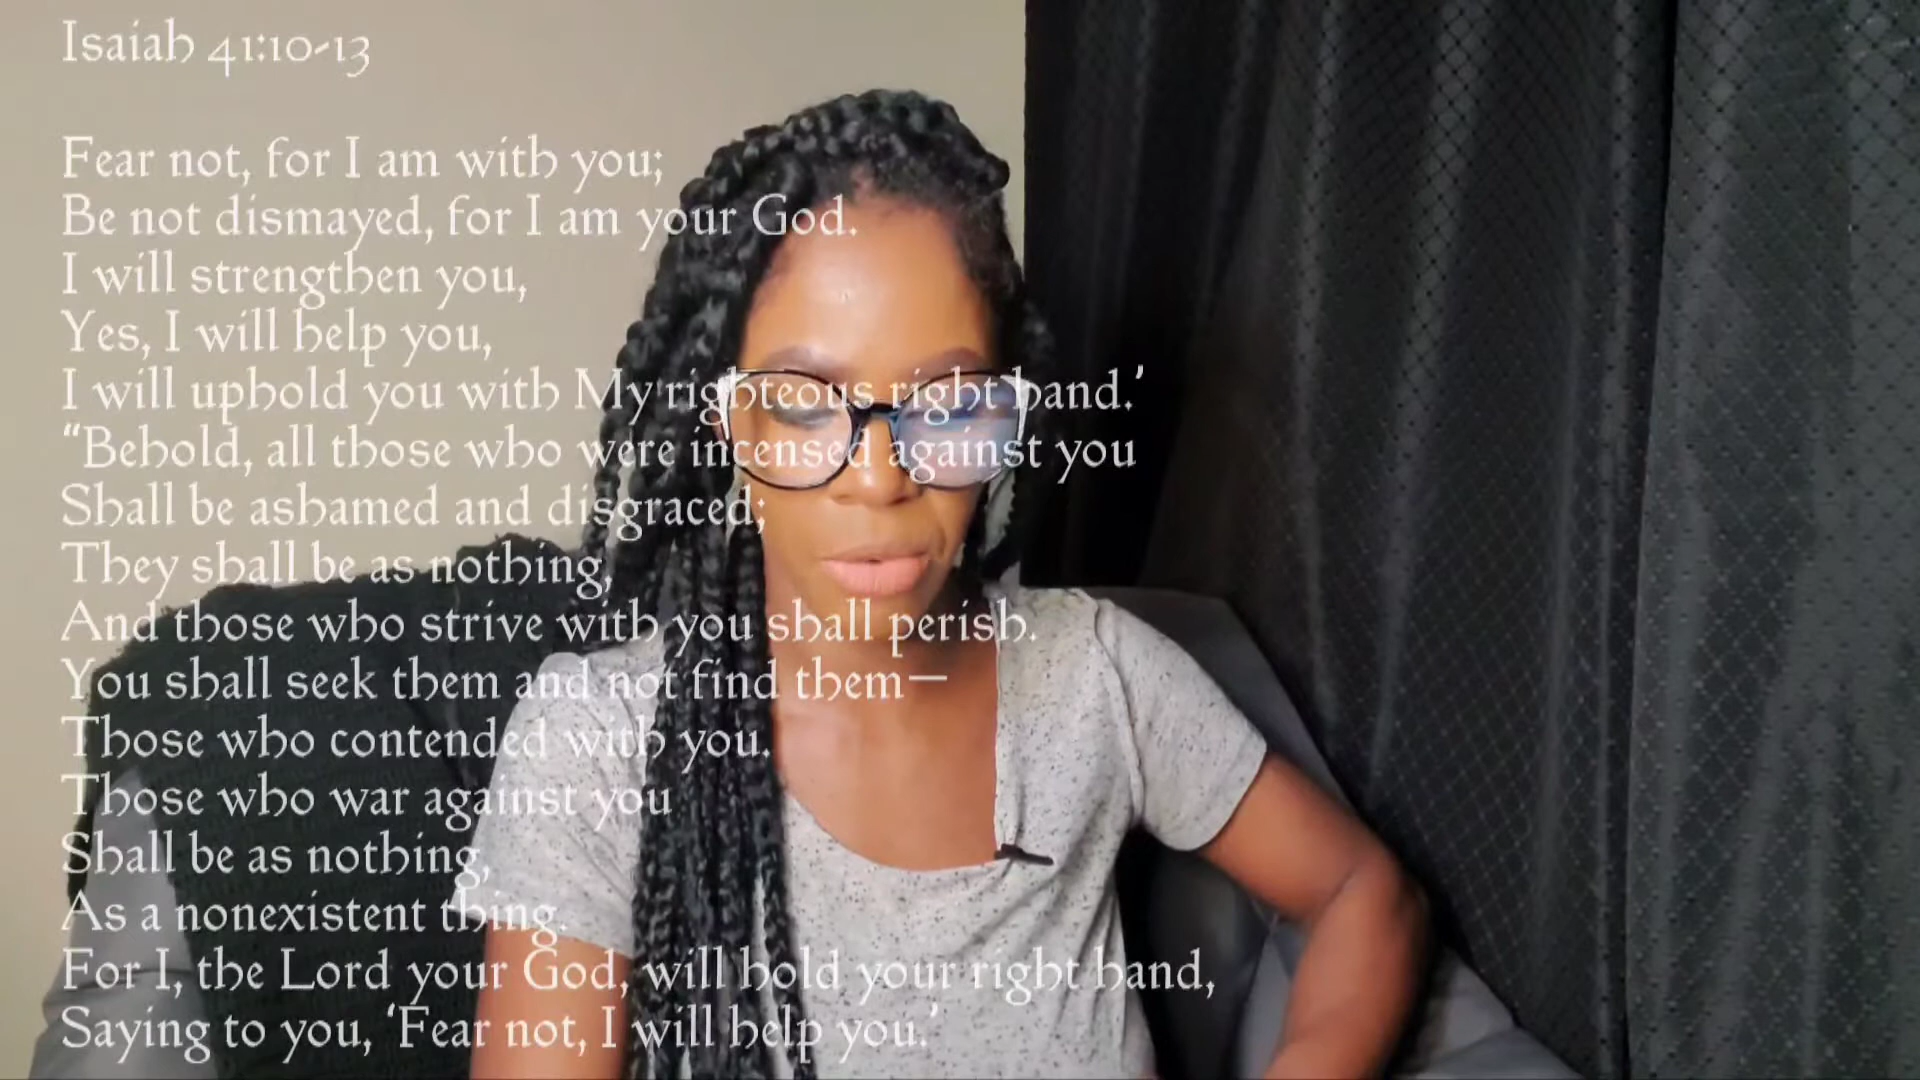 Isaiah 41:10-13
Fear not, for I am with you;
Be not dismayed, for I am your God.
I will strengthen you,
Yes, I will help you,
I will uphold you with My righteous right hand.’
“Behold, all those who were incensed against you
Shall be ashamed and disgraced;
They shall be as nothing,
And those who strive with you shall perish.
You shall seek them and not find them—
Those who contended with you.
Those who war against you
Shall be as nothing,
As a nonexistent thing.
For I, the Lord your God, will hold your right hand,
Saying to you, ‘Fear not, I will help you.’